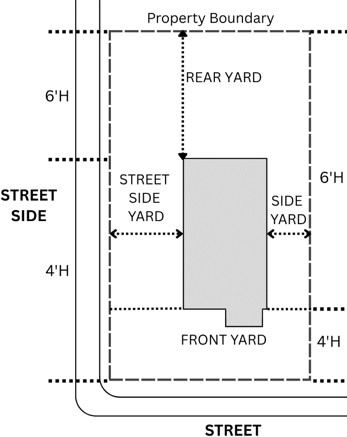 Property Boundary
REAR YARD
6'H
STREET
SIDE
YARD
6'H
STREET
SIDE
SIDE
YARD
4'H
FRONT YARD
4'H
STREET